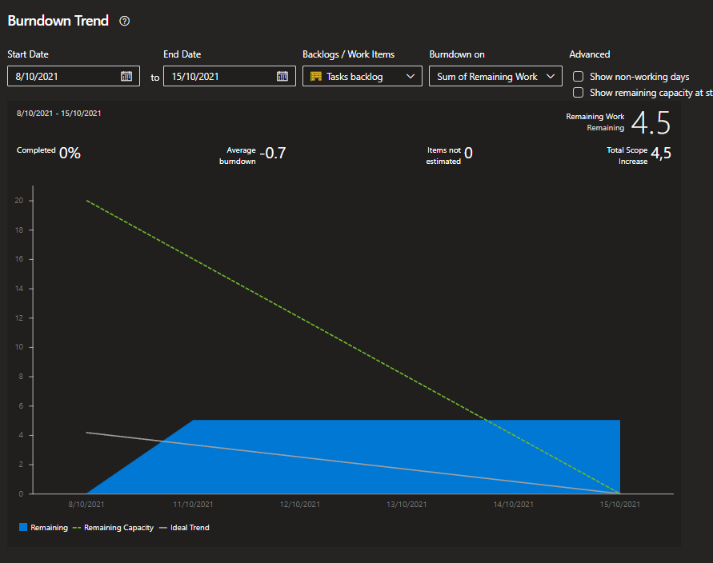 Burndown Trend
Start Date End Date Backlogs / Work Items Burndown on Advanced
8/10/2021 to 15/10/2021 Tasks backlog Sum of Remaining Work Show non-working days
Show remaining capacity at st
8/10/2021 - 15/10/2021
Remaining Work
Remaining 4.5
Completed 0%
Average
burndown -0.7
Items not
estimated 0
Total Scope
Increase 4,5
20
18
16
14
12
10
8
6
4
2
0
8/10/2021 11/10/2021 12/10/2021 13/10/2021 14/10/2021 15/10/2021
Remaining Remaining Capacity Ideal Trend